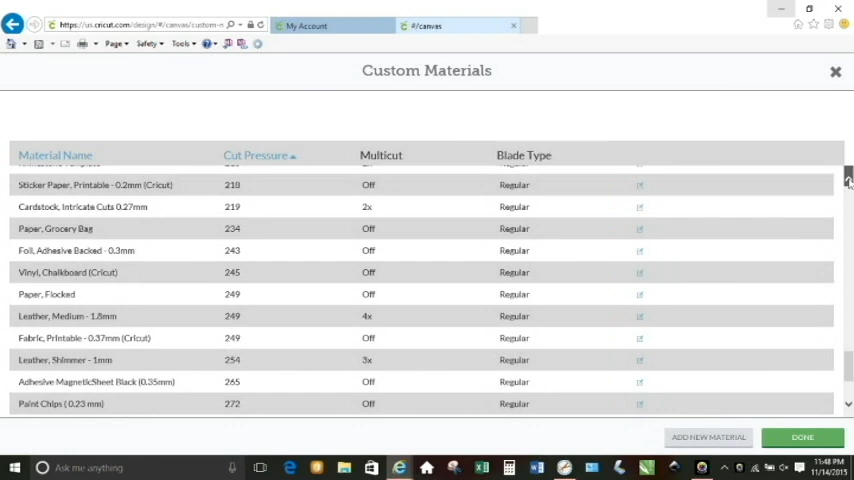 https://us.cricut.com/design/#/canvas/custom-n
My Account
#/canvas
Page
Safety
Tools
Custom Materials
Material Name Cut Pressure Multicut Blade Type
Sticker Paper, Printable - 0.2mm (Cricut) 218 Off Regular
Cardstock, Intricate Cuts 0.27mm 219 2x Regular
Paper, Grocery Bag 234 Off Regular
Foil, Adhesive Backed - 0.3mm 243 Off Regular
Vinyl, Chalkboard (Cricut) 245 Off Regular
Paper, Flocked 249 Off Regular
Leather, Medium - 1.8mm 249 4x Regular
Fabric, Printable - 0.37mm (Cricut) 249 Off Regular
Leather, Shimmer - 1mm 254 3x Regular
Adhesive MagneticSheet Black (0.35mm) 265 Off Regular
Paint Chips ( 0.23 mm) 272 Off Regular
ADD NEW MATERIAL
DONE
Ask me anything
11:48 PM
11/14/2015